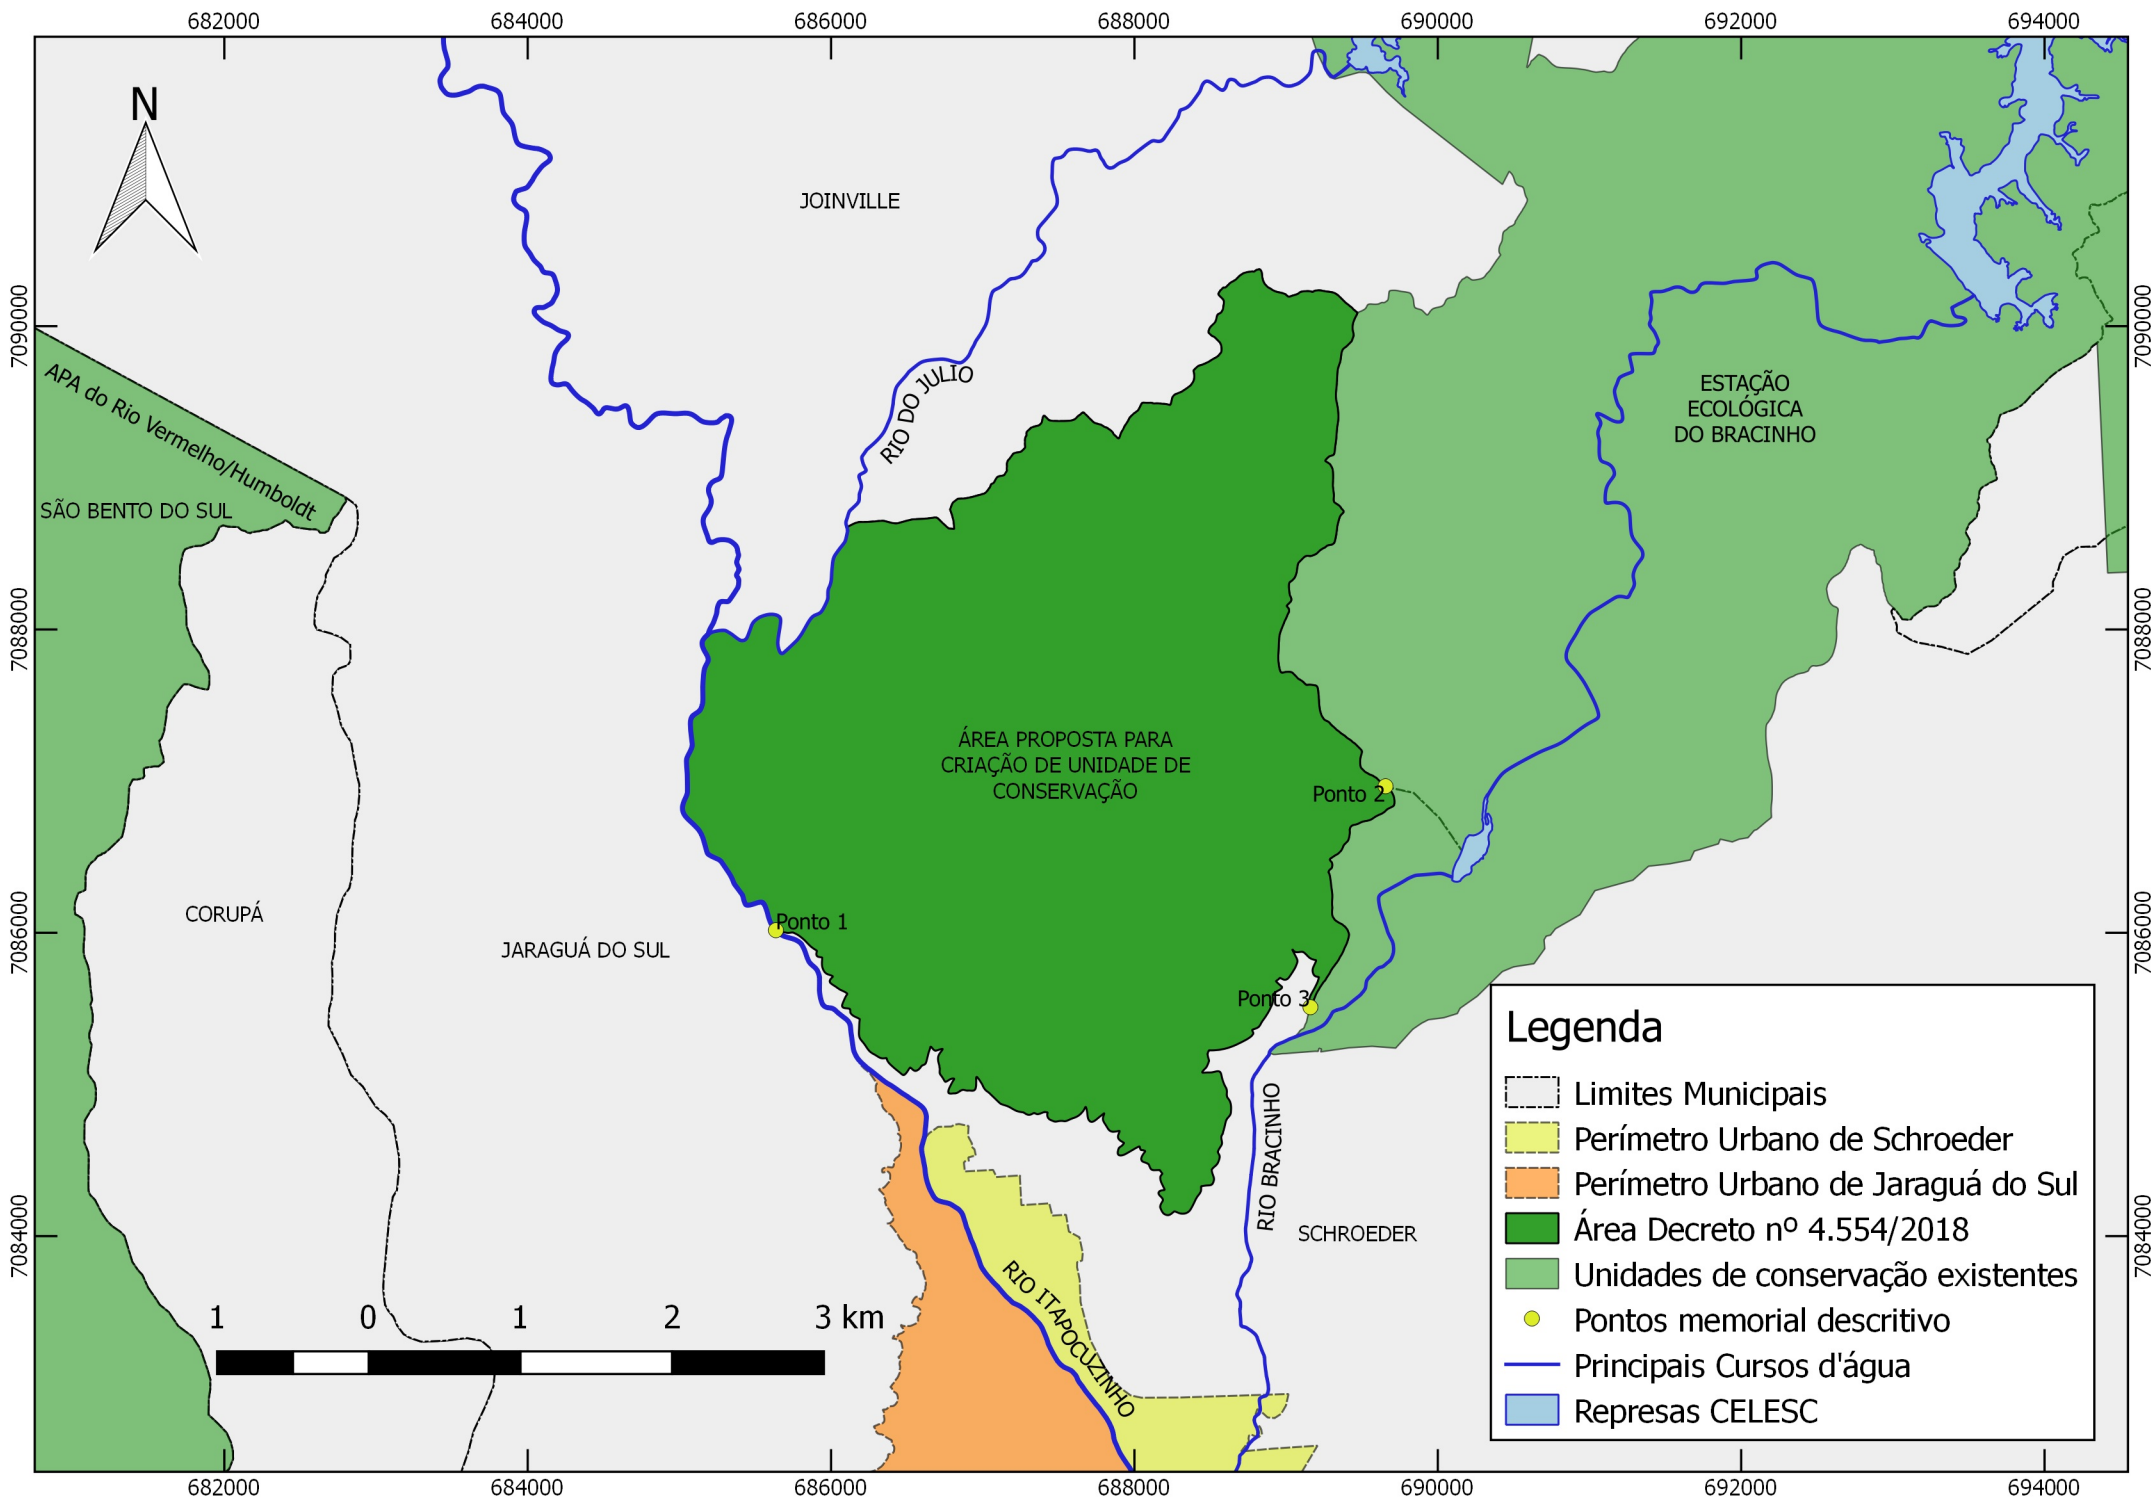 682000
684000
686000
688000
690000
692000
694000
N
JOINVILLE
7090000
7090000
RIO DO JULIO
ESTAÇÃO
ECOLÓGICA
DO BRACINHO
APA do Rio Vermelho/Humboldt
SÃO BENTO DO SUL
7088000
7088000
ÁREA PROPOSTA PARA
CRIAÇÃO DE UNIDADE DE
CONSERVAÇÃO
Ponto 2
CORUPÁ
Ponto 1
JARAGUÁ DO SUL
7086000
7086000
Ponto 3
RIO BRACINHO
SCHROEDER
7084000
7084000
RIO ITAPOCUZINHO
1 0 1 2 3 km
Legenda
Limites Municipais
Perímetro Urbano de Schroeder
Perímetro Urbano de Jaraguá do Sul
Área Decreto nº 4.554/2018
Unidades de conservação existentes
Pontos memorial descritivo
Principais Cursos d'água
Represas CELESC
682000
684000
686000
688000
690000
692000
694000